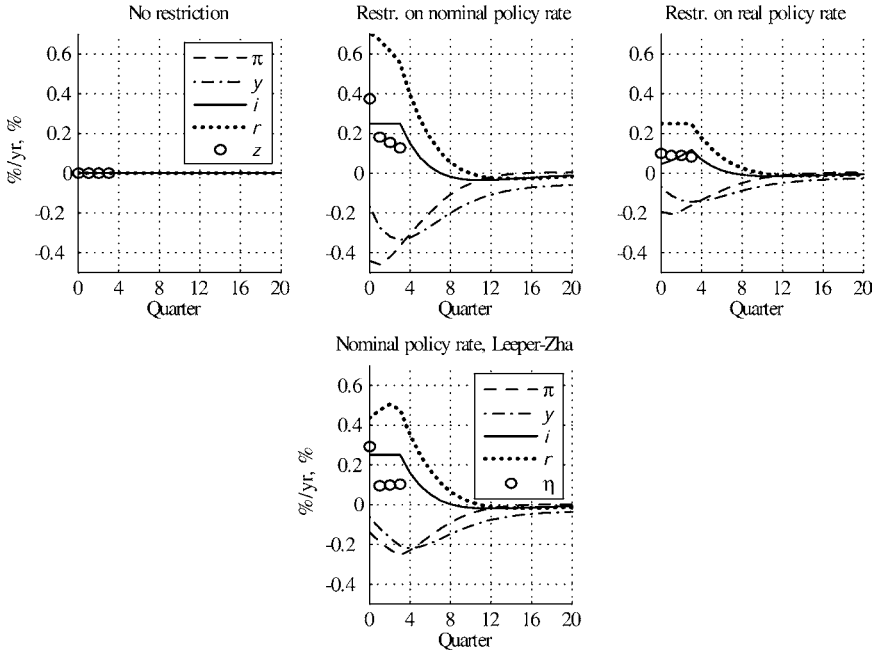 No restriction
Restr. on nominal policy rate
Restr. on real policy rate
%/yr, %
0.6
0.4
0.2
0
-0.2
-0.4
π
y
i
r
z
0 4 8 12 16 20
Quarter
0.6
0.4
0.2
0
-0.2
-0.4
0 4 8 12 16 20
Quarter
0.6
0.4
0.2
0
-0.2
-0.4
0 4 8 12 16 20
Quarter
Nominal policy rate, Leeper-Zha
%/yr, %
0.6
0.4
0.2
0
-0.2
-0.4
π
y
i
r
η
0 4 8 12 16 20
Quarter